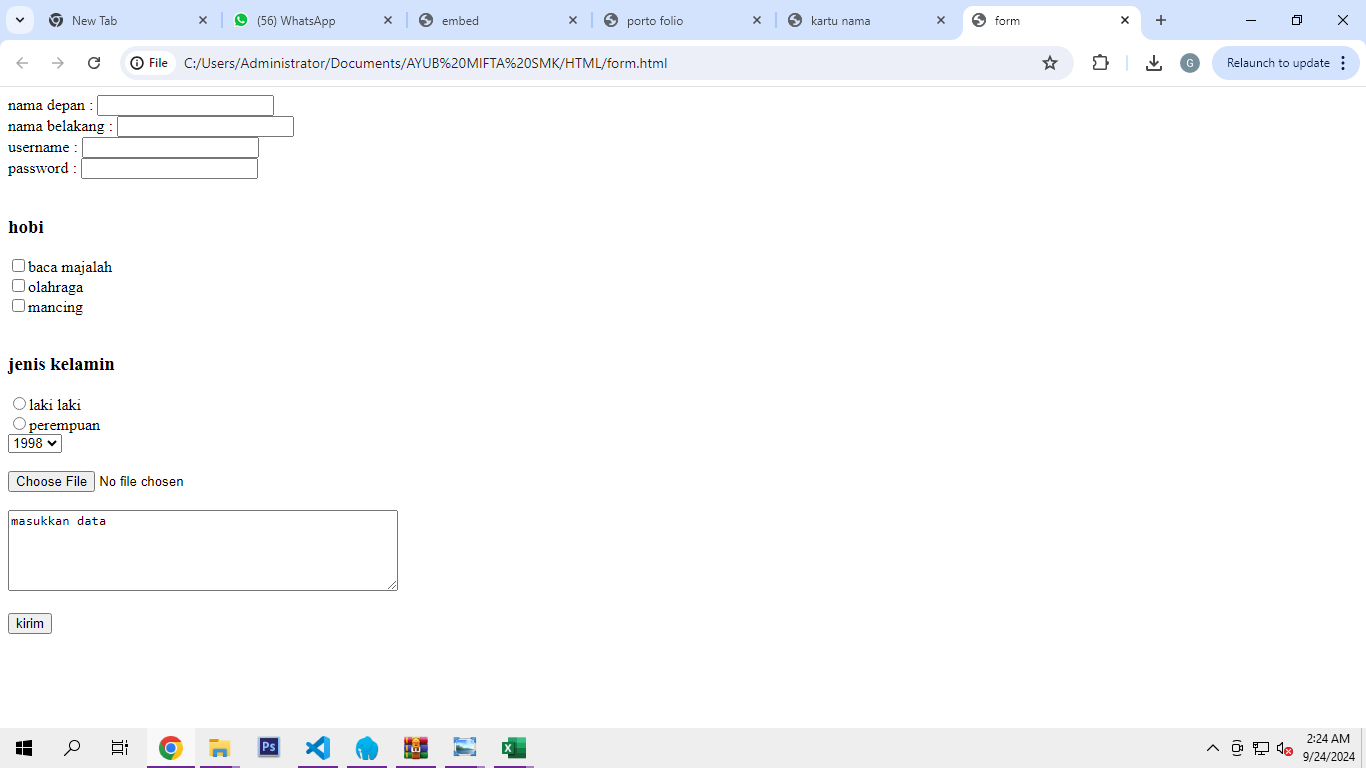 New Tab
(56) WhatsApp
embed
porto folio
kartu nama
form
File
C:/Users/Administrator/Documents/AYUB%20MIFTA%20SMK/HTML/form.html
G
Relaunch to update
nama depan :
nama belakang :
username :
password :
hobi
baca majalah
olahraga
mancing
jenis kelamin
laki laki
perempuan
1998
Choose File No file chosen
masukkan data
kirim
Ps
2:24 AM
9/24/2024